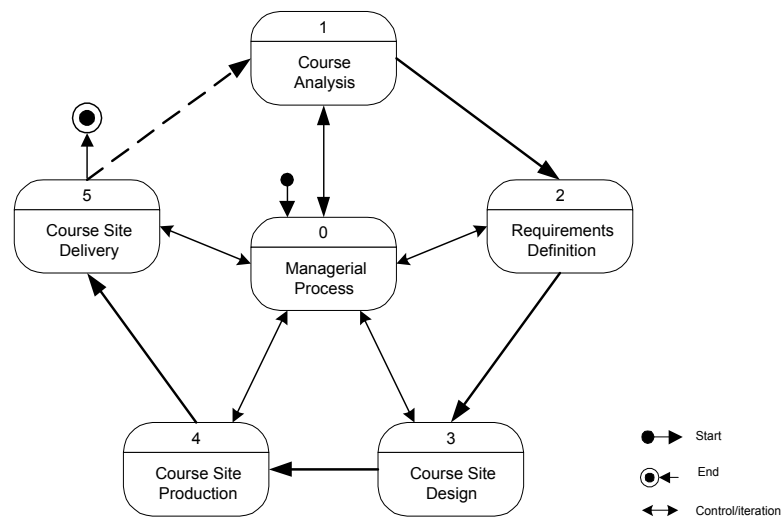 1
Course
Analysis
5
Course Site
Delivery
0
Managerial
Process
2
Requirements
Definition
4
Course Site
Production
3
Course Site
Design
Start
End
Control/iteration